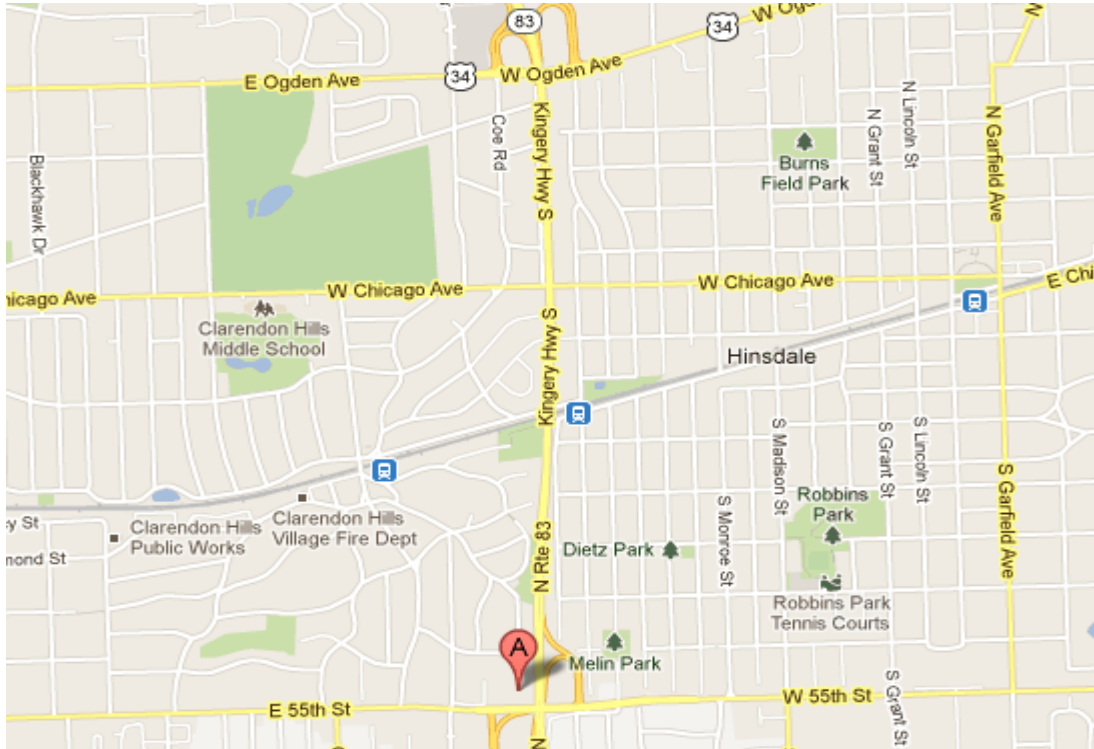 83
34
W Ogd
E Ogden Ave
34
W Ogden Ave
Kingery Hwy S
Coe Rd
N Grant St
N Lincoln St
N Garfield Ave
W
Blackhawk Dr
Burns
Field Park
hicago Ave
W Chicago Ave
W Chicago Ave
E Chi
Clarendon Hills
Middle School
Kingery Hwy S
Hinsdale
S Madison St
S Grant St
S Lincoln St
S Garfield Ave
Robbins
Park
S Monroe St
cy St
mond St
Clarendon Hills
Public Works
Clarendon Hills
Village Fire Dept
N Rte 83
Dietz Park
Robbins Park
Tennis Courts
A
Melin Park
S Grant St
E 55th St
W 55th St
N